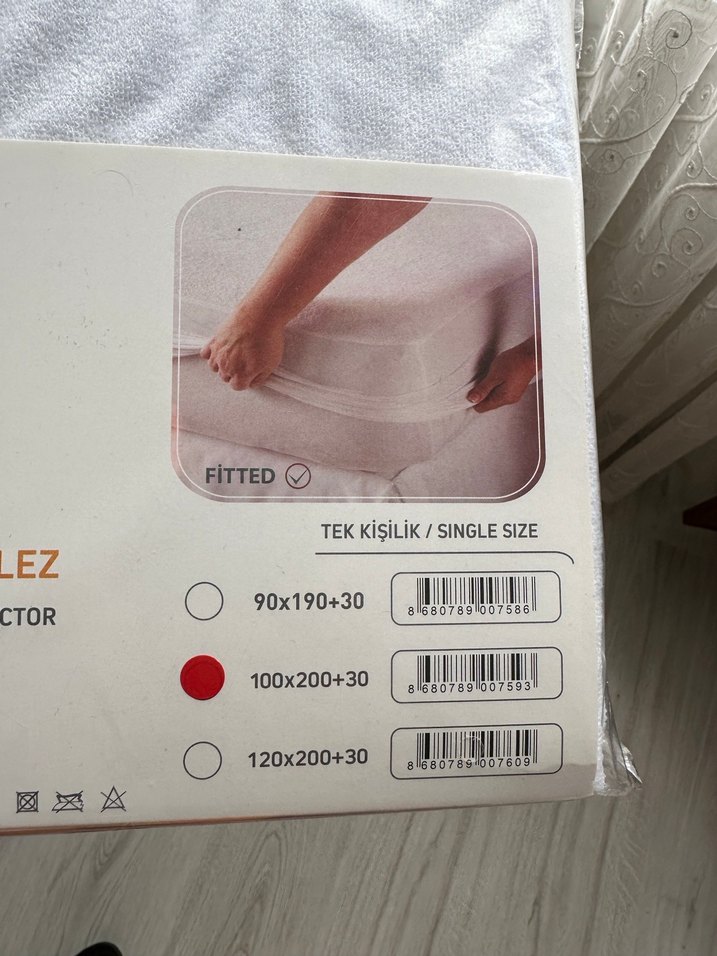 FİTTED
TEK KİŞİLİK / SINGLE SIZE
LEZ
CTOR
90x190+30
8 680789 007586
100x200+30
8 680789 007593
120x200+30
8 680789 007609